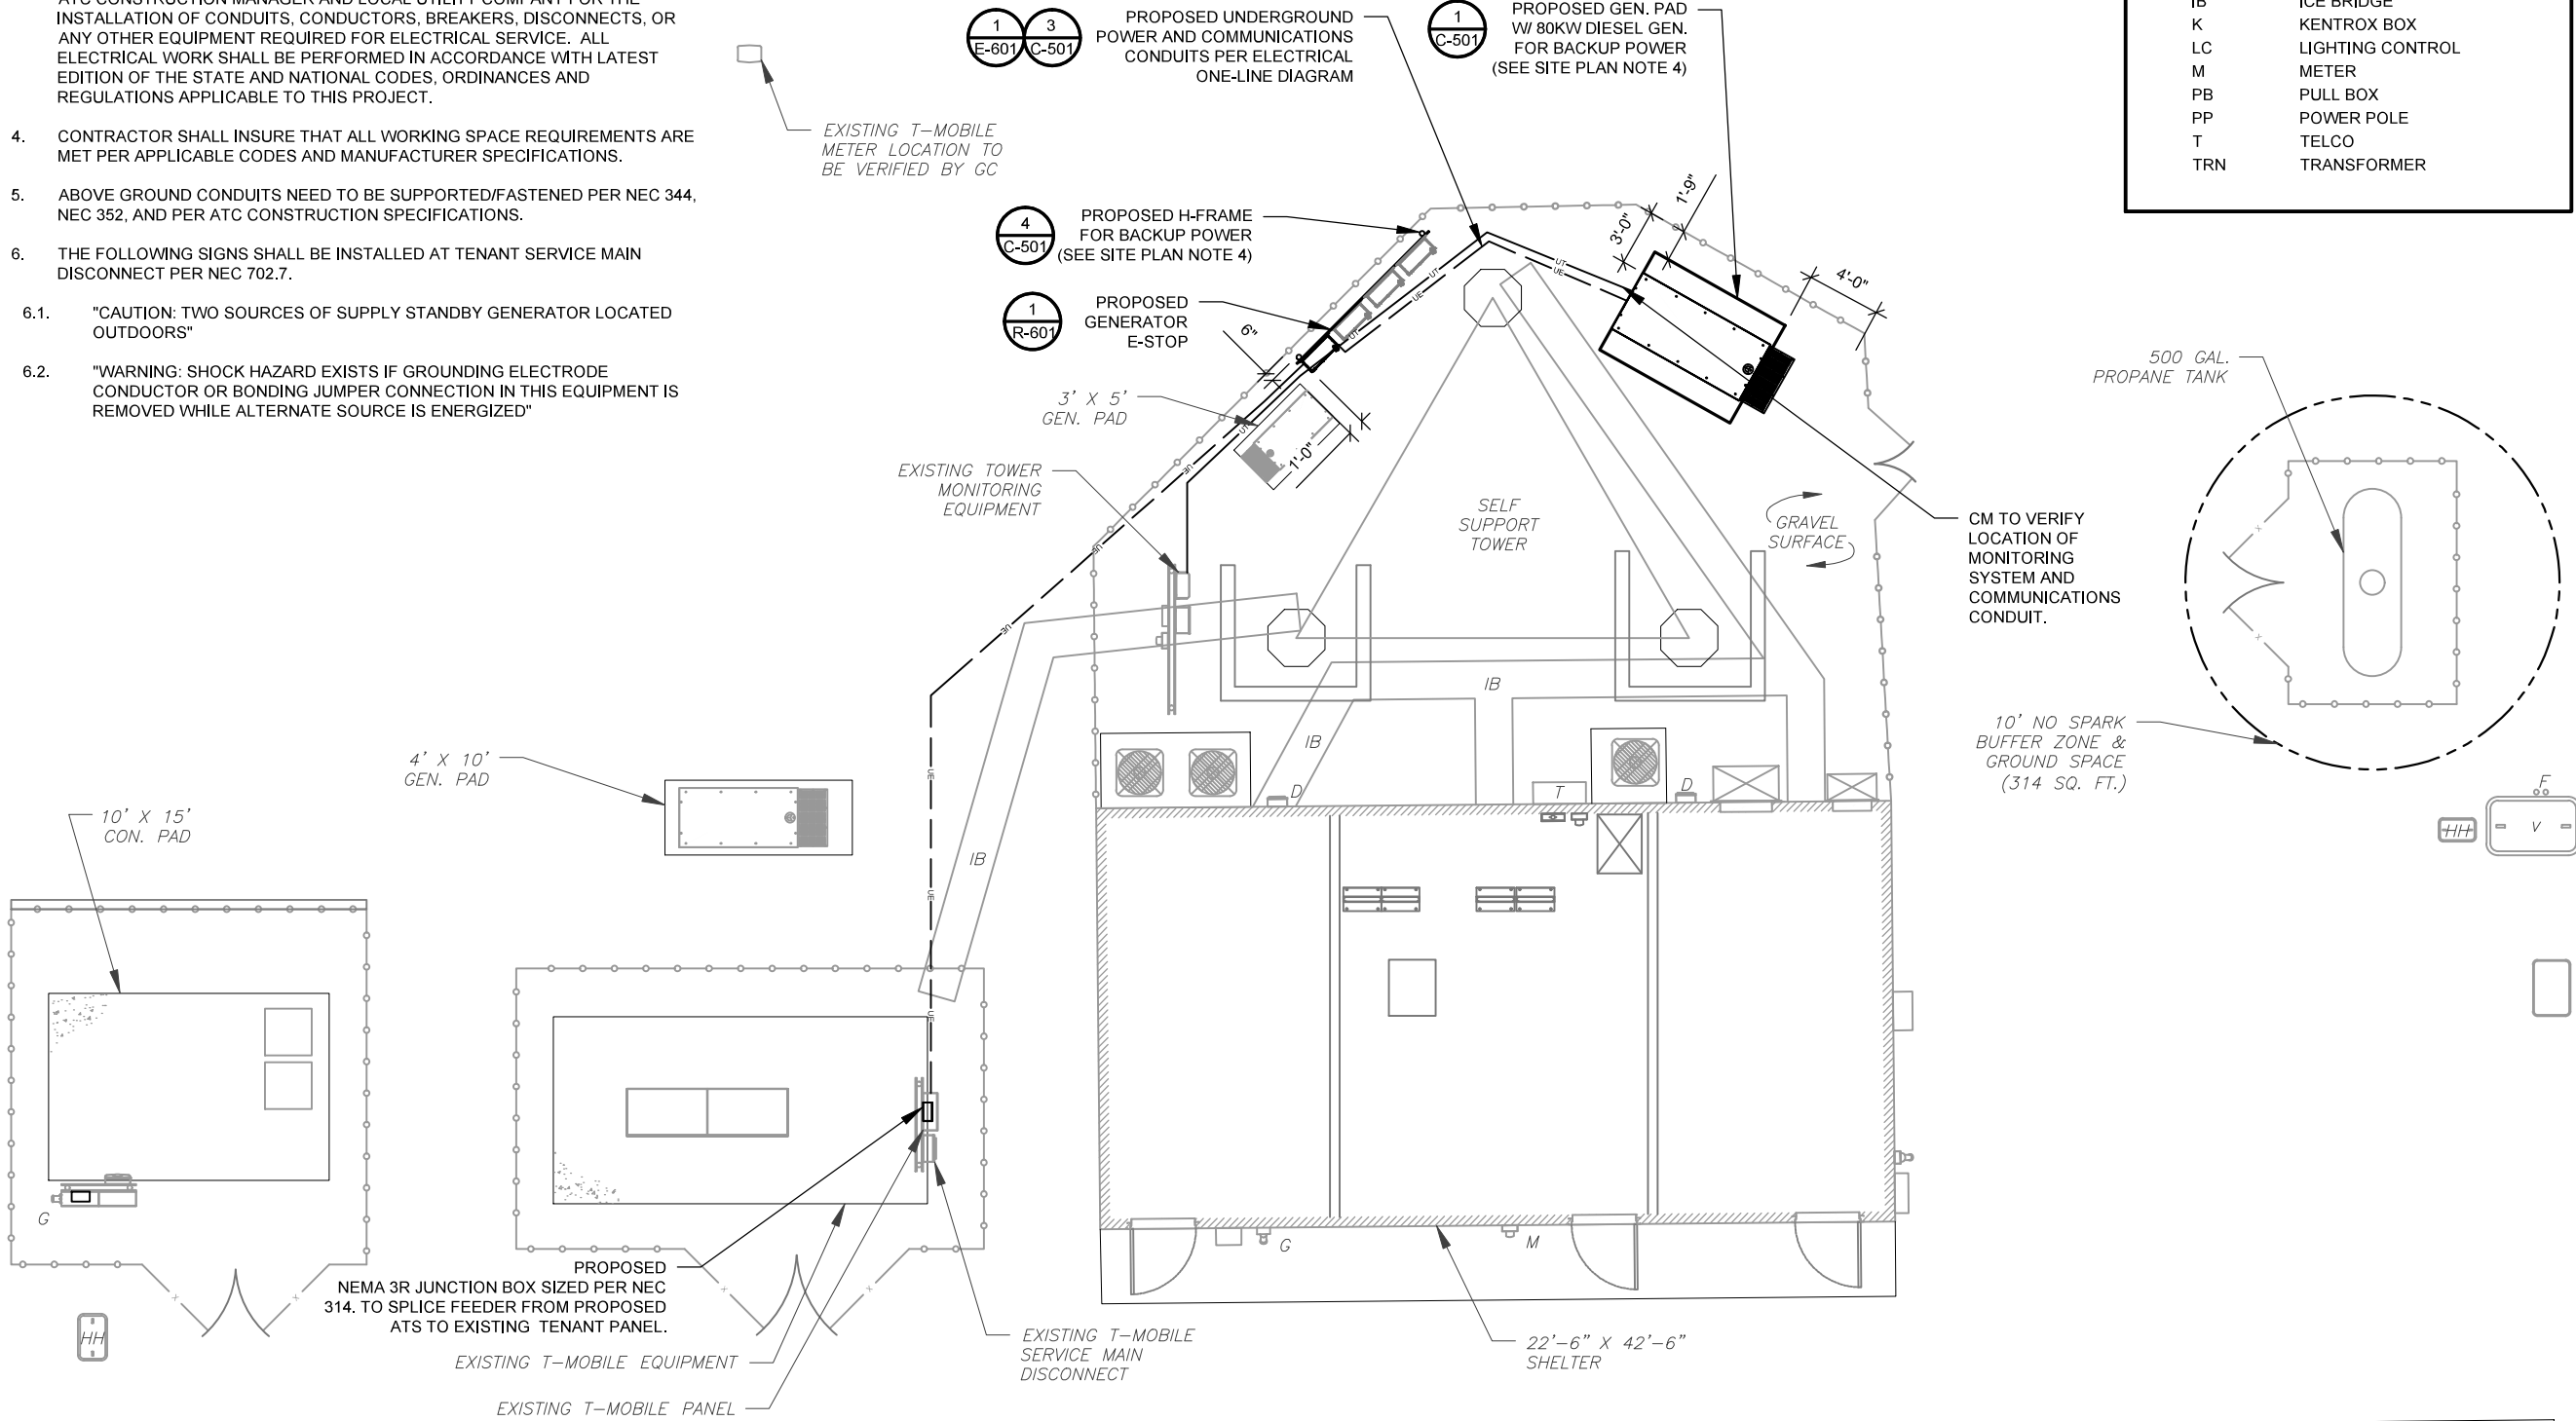 ATC CONSTRUCTION MANAGER AND LOCAL UTILITY COMPANY FOR THE
INSTALLATION OF CONDUITS, CONDUCTORS, BREAKERS, DISCONNECTS, OR
ANY OTHER EQUIPMENT REQUIRED FOR ELECTRICAL SERVICE. ALL
ELECTRICAL WORK SHALL BE PERFORMED IN ACCORDANCE WITH LATEST
EDITION OF THE STATE AND NATIONAL CODES, ORDINANCES AND
REGULATIONS APPLICABLE TO THIS PROJECT.
4. CONTRACTOR SHALL INSURE THAT ALL WORKING SPACE REQUIREMENTS ARE
MET PER APPLICABLE CODES AND MANUFACTURER SPECIFICATIONS.
5. ABOVE GROUND CONDUITS NEED TO BE SUPPORTED/FASTENED PER NEC 344,
NEC 352, AND PER ATC CONSTRUCTION SPECIFICATIONS.
6. THE FOLLOWING SIGNS SHALL BE INSTALLED AT TENANT SERVICE MAIN
DISCONNECT PER NEC 702.7.
6.1. "CAUTION: TWO SOURCES OF SUPPLY STANDBY GENERATOR LOCATED
OUTDOORS"
6.2. "WARNING: SHOCK HAZARD EXISTS IF GROUNDING ELECTRODE
CONDUCTOR OR BONDING JUMPER CONNECTION IN THIS EQUIPMENT IS
REMOVED WHILE ALTERNATE SOURCE IS ENERGIZED"
EXISTING T-MOBILE
METER LOCATION TO
BE VERIFIED BY GC
1
E-601
3
C-501
PROPOSED UNDERGROUND
POWER AND COMMUNICATIONS
CONDUITS PER ELECTRICAL
ONE-LINE DIAGRAM
1
C-501
PROPOSED GEN. PAD
W/ 80KW DIESEL GEN.
FOR BACKUP POWER
(SEE SITE PLAN NOTE 4)
IB ICE BRIDGE
K KENTROX BOX
LC LIGHTING CONTROL
M METER
PB PULL BOX
PP POWER POLE
T TELCO
TRN TRANSFORMER
4
C-501
PROPOSED H-FRAME
FOR BACKUP POWER
(SEE SITE PLAN NOTE 4)
1
R-601
PROPOSED
GENERATOR
E-STOP
6"
3'-0"
1'-9"
4'-0"
UT
UE
UT
UE
UT
UT
UE
UE
UE
UE
UE
UE
UE
3' X 5'
GEN. PAD
1'-0"
EXISTING TOWER
MONITORING
EQUIPMENT
SELF
SUPPORT
TOWER
GRAVEL
SURFACE
CM TO VERIFY
LOCATION OF
MONITORING
SYSTEM AND
COMMUNICATIONS
CONDUIT.
500 GAL.
PROPANE TANK
10' NO SPARK
BUFFER ZONE &
GROUND SPACE
(314 SQ. FT.)
IB
IB
IB
D
T
D
F
HH
V
4' X 10'
GEN. PAD
10' X 15'
CON. PAD
G
HH
PROPOSED
NEMA 3R JUNCTION BOX SIZED PER NEC
314. TO SPLICE FEEDER FROM PROPOSED
ATS TO EXISTING TENANT PANEL.
EXISTING T-MOBILE EQUIPMENT
EXISTING T-MOBILE PANEL
EXISTING T-MOBILE
SERVICE MAIN
DISCONNECT
G
M
22'-6" X 42'-6"
SHELTER